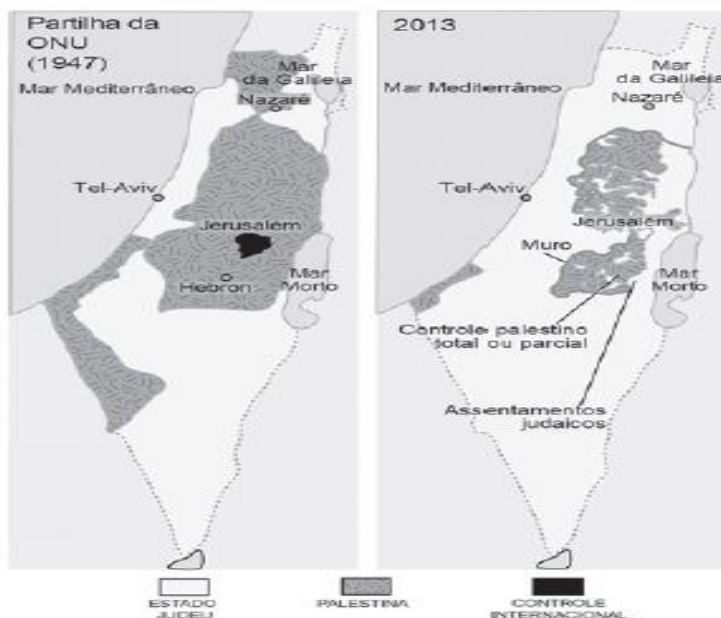 Partilha da
ONU
(1947)
Mar
da Galileia
Mar Mediterrâneo
Nazaré
Tel-Aviv
Jerusalém
Hebron
Mar
Morto
2013
Mar
da Galileia
Mar Mediterrâneo
Nazaré
Tel-Aviv
Jerusalém
Muro
Mar
Morto
Controle palestino
total ou parcial
Assentamentos
judaicos
ESTADO
JUDEU
PALESTINA
CONTROLE
INTERNACIONAL